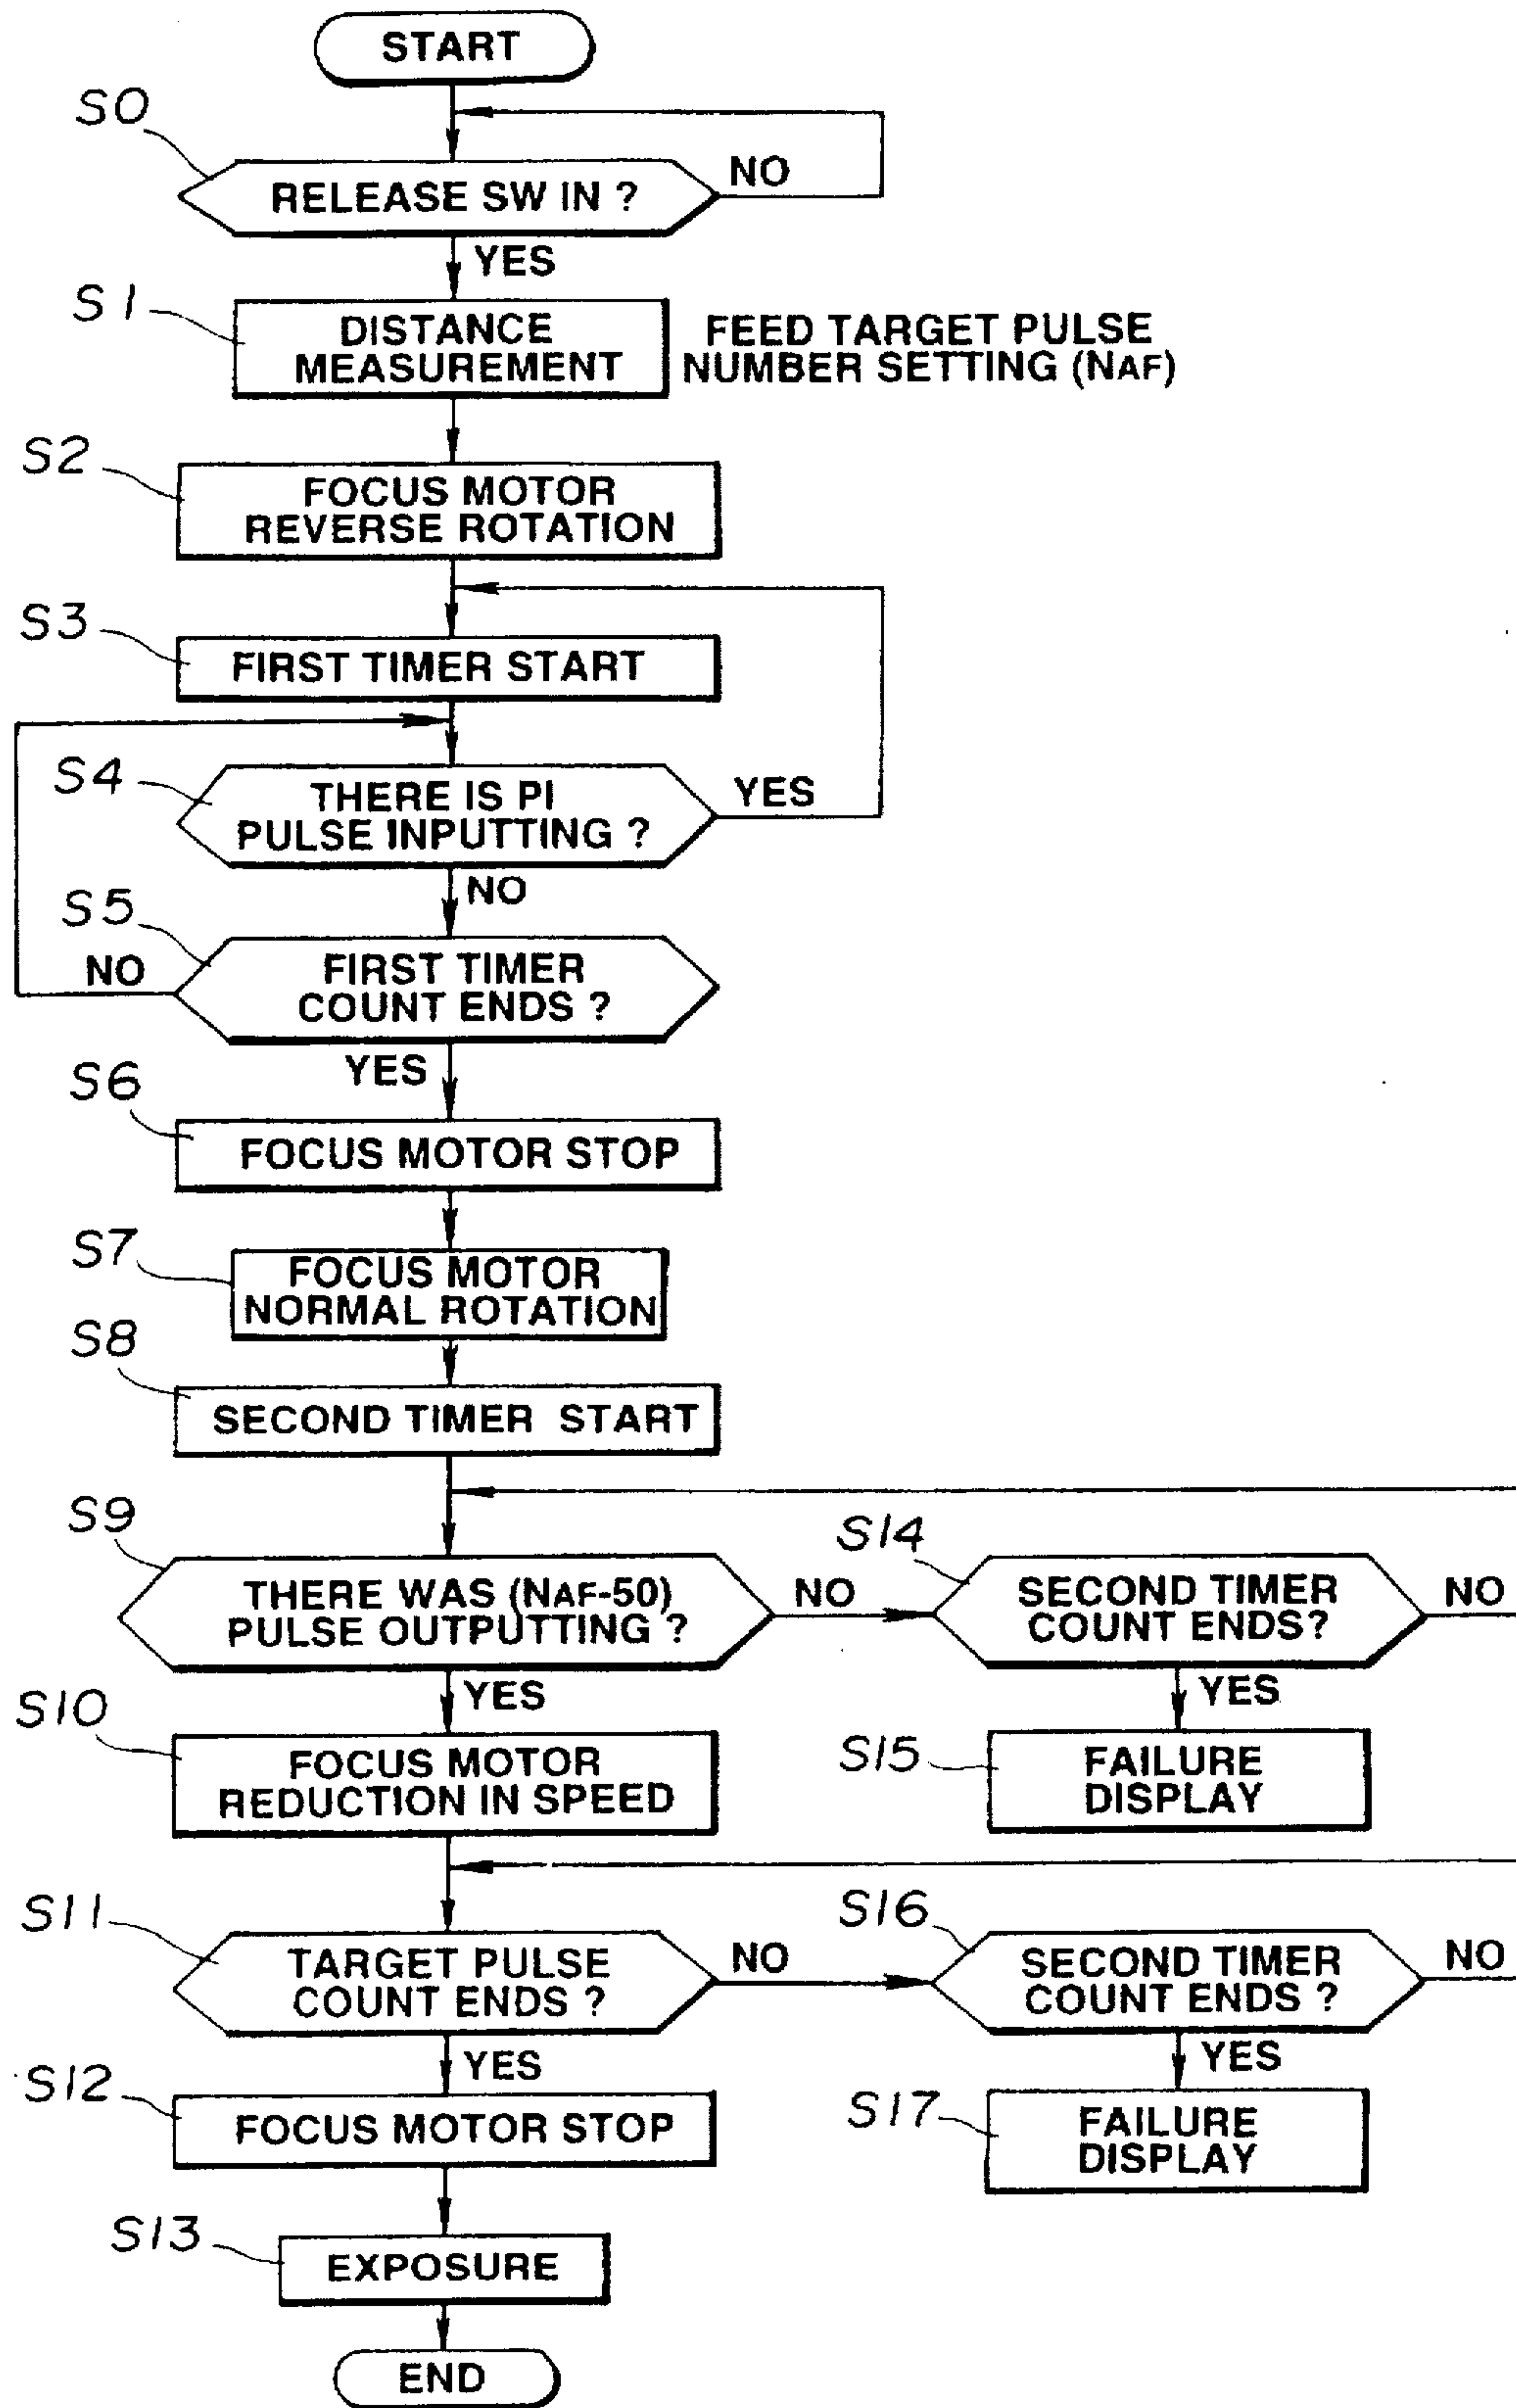 START
S0
RELEASE SW IN ?
NO
YES
S1
DISTANCE
MEASUREMENT
FEED TARGET PULSE
NUMBER SETTING (NAF)
S2
FOCUS MOTOR
REVERSE ROTATION
S3
FIRST TIMER START
S4
THERE IS PI
PULSE INPUTTING ?
YES
NO
S5
FIRST TIMER
COUNT ENDS ?
NO
YES
S6
FOCUS MOTOR STOP
S7
FOCUS MOTOR
NORMAL ROTATION
S8
SECOND TIMER START
S9
THERE WAS (NAF-50)
PULSE OUTPUTTING ?
NO
S14
SECOND TIMER
COUNT ENDS?
NO
YES
YES
S10
FOCUS MOTOR
REDUCTION IN SPEED
S15
FAILURE
DISPLAY
S11
TARGET PULSE
COUNT ENDS ?
NO
S16
SECOND TIMER
COUNT ENDS ?
NO
YES
YES
S12
FOCUS MOTOR STOP
S17
FAILURE
DISPLAY
S13
EXPOSURE
END